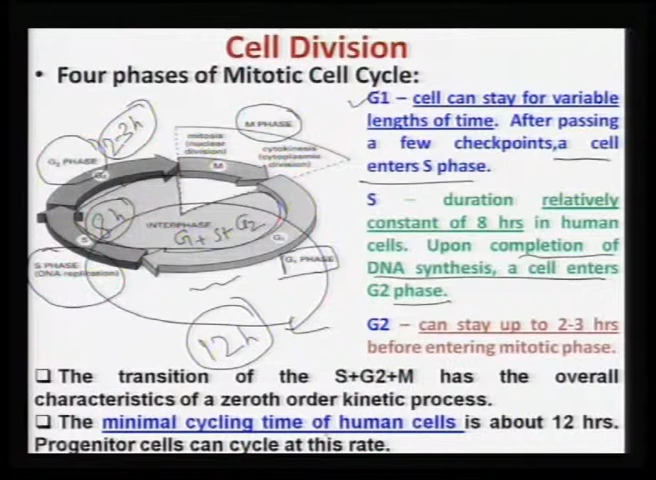 Cell Division
• Four phases of Mitotic Cell Cycle:
G1 – cell can stay for variable
lengths of time. After passing
a few checkpoints,a cell
enters S phase.
S – duration relatively
constant of 8 hrs in human
cells. Upon completion of
DNA synthesis, a cell enters
G2 phase.
G2 – can stay up to 2-3 hrs
before entering mitotic phase.
2-3h
M PHASE
mitosis
(nuclear
division)
cytokinesis
(cytoplasmic
division)
G₂ PHASE
G₂
M
8h
INTERPHASE
G₁ + S + G₂
S
G₁
S PHASE
(DNA replication)
G₁ PHASE
12h
❑ The transition of the S+G2+M has the overall
characteristics of a zeroth order kinetic process.
❑ The minimal cycling time of human cells is about 12 hrs.
Progenitor cells can cycle at this rate.